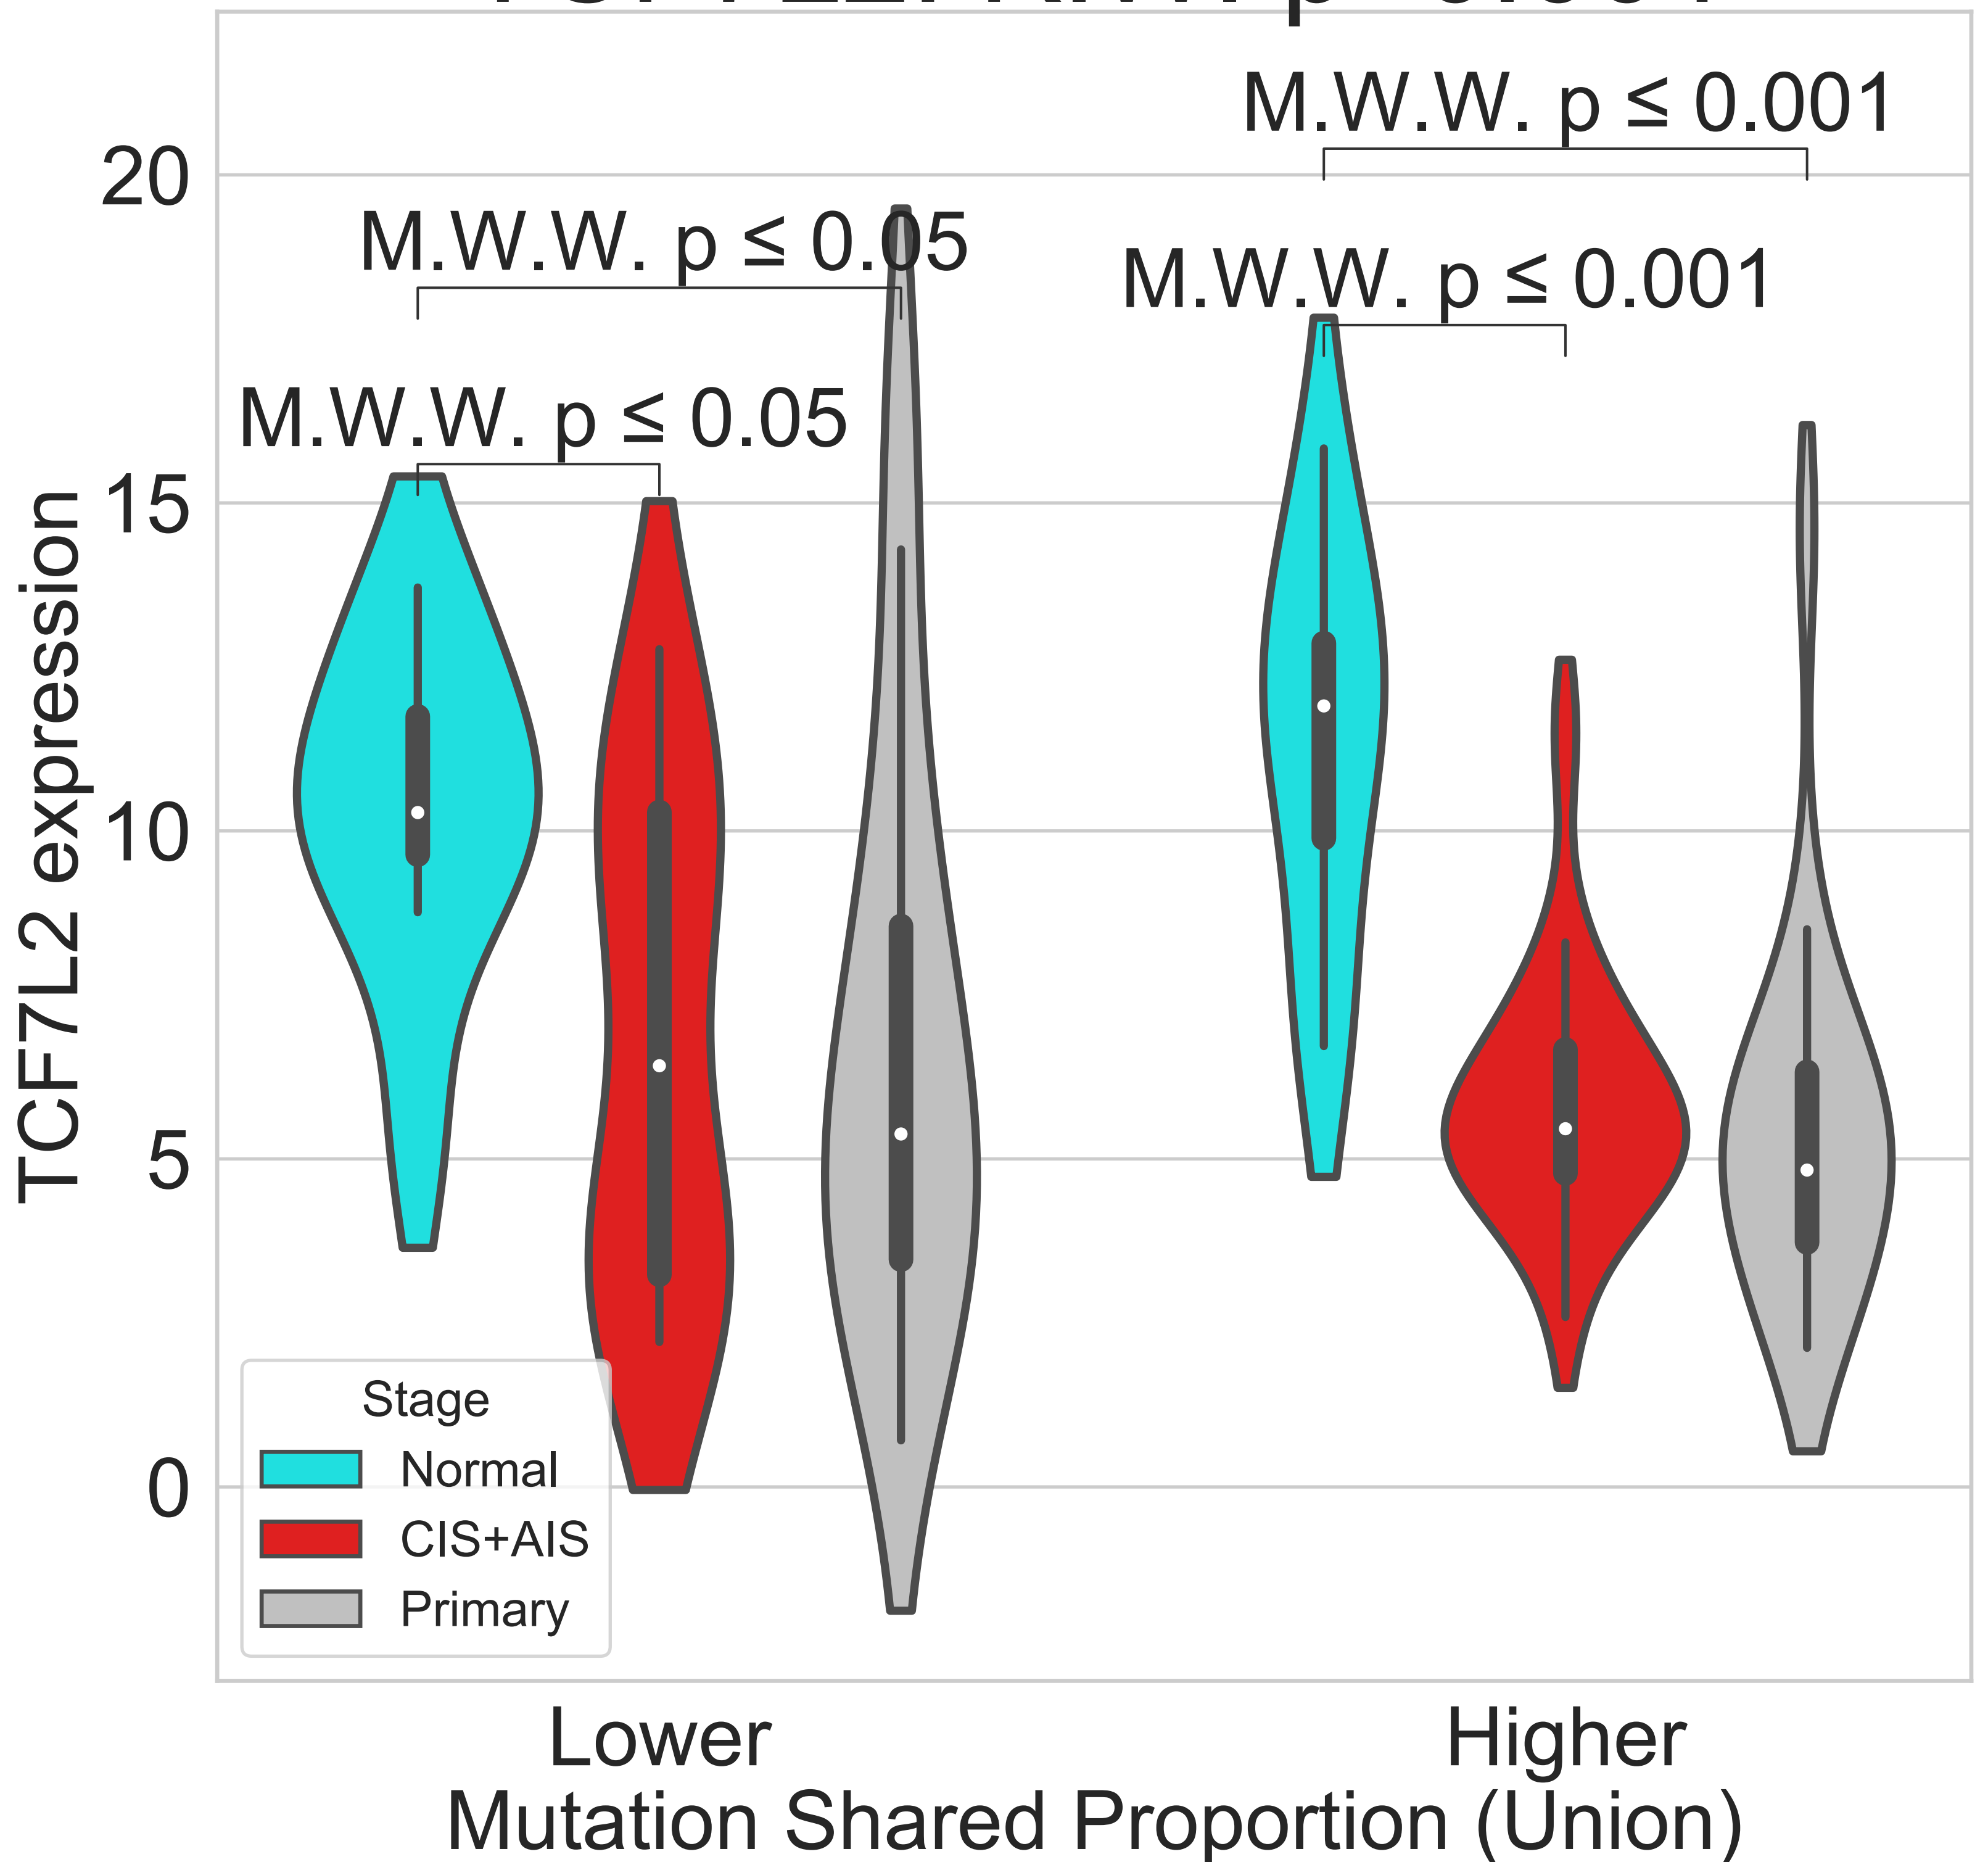 M.W.W. p ≤ 0.001
20
M.W.W. p ≤ 0.05
M.W.W. p ≤ 0.001
M.W.W. p ≤ 0.05
15
10
5
0
TCF7L2 expression
Stage
Normal
CIS+AIS
Primary
Lower
Higher
Mutation Shared Proportion (Union)